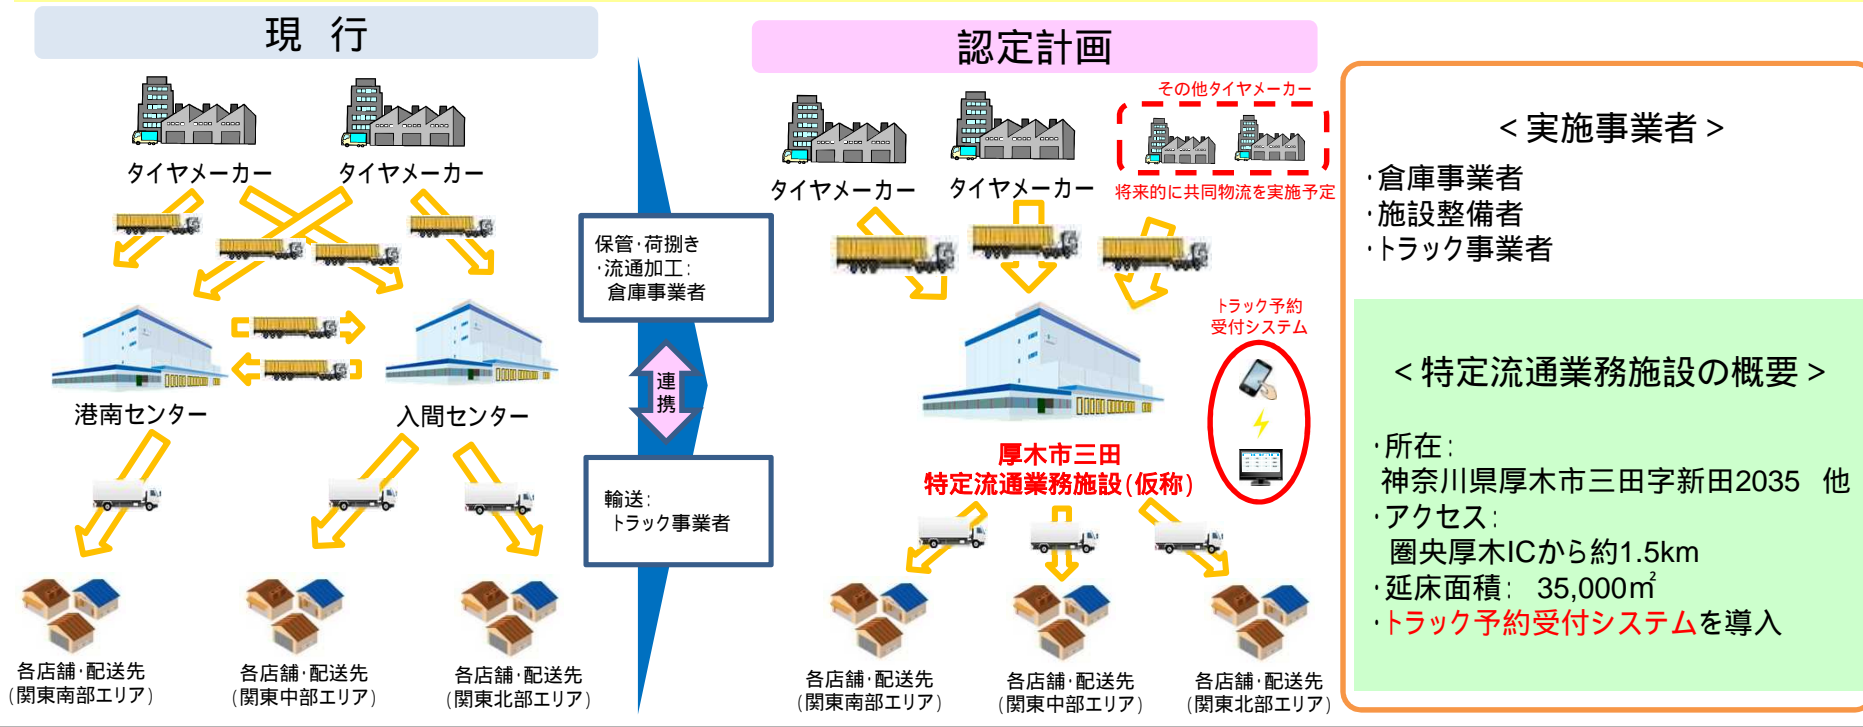 現 行
タイヤメーカー
タイヤメーカー
港南センター
入間センター
各店舗・配送先
(関東南部エリア)
各店舗・配送先
(関東中部エリア)
各店舗・配送先
(関東北部エリア)
保管・荷捌き
・流通加工:
倉庫事業者
連
携
輸送:
トラック事業者
認定計画
タイヤメーカー
タイヤメーカー
その他タイヤメーカー
将来的に共同物流を実施予定
トラック予約
受付システム
厚木市三田
特定流通業務施設(仮称)
各店舗・配送先
(関東南部エリア)
各店舗・配送先
(関東中部エリア)
各店舗・配送先
(関東北部エリア)
<実施事業者>
・倉庫事業者
・施設整備者
・トラック事業者
<特定流通業務施設の概要>
・所在:
神奈川県厚木市三田字新田2035 他
・アクセス:
圏央厚木ICから約1.5km
・延床面積: 35,000㎡
・トラック予約受付システムを導入